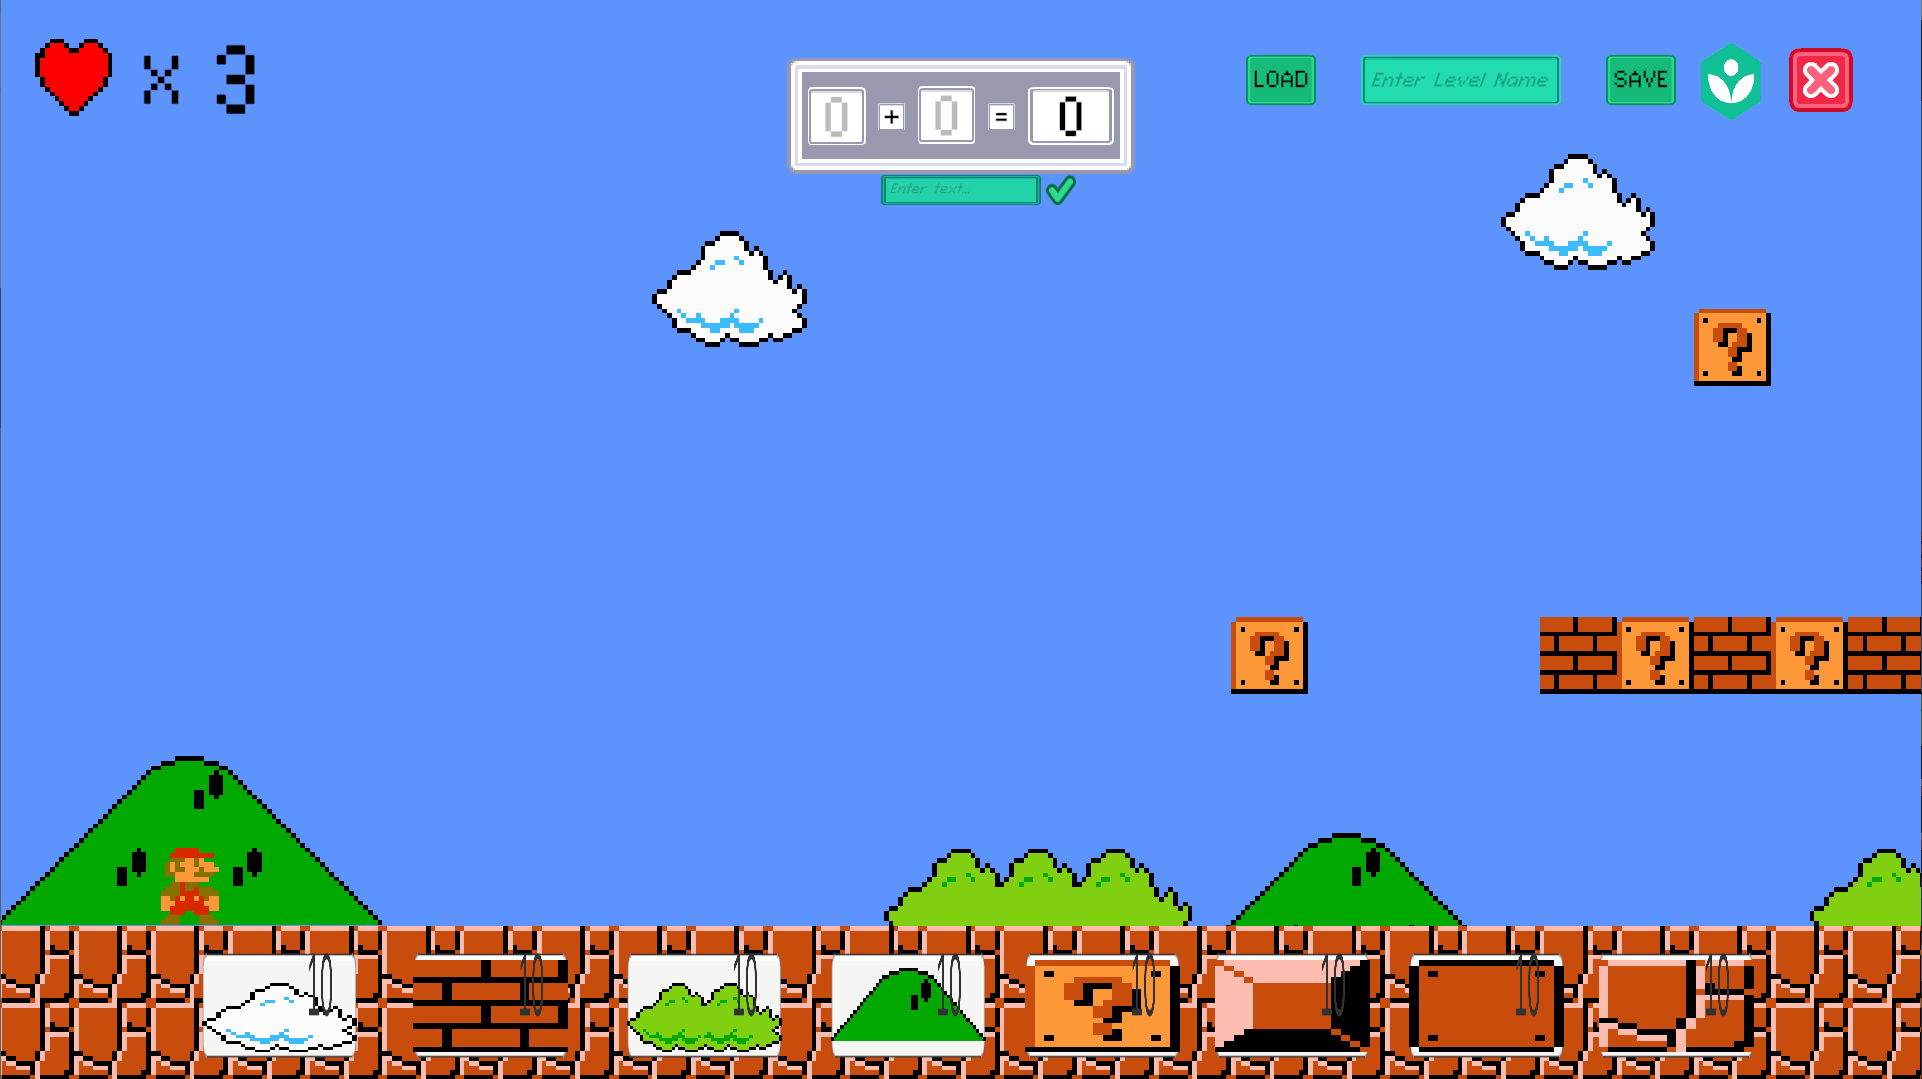 x 3
0 + 0 = 0
LOAD
Enter Level Name
SAVE
Enter text...
?
? ? ?
10 10 10 10 ? 10 10 10 10